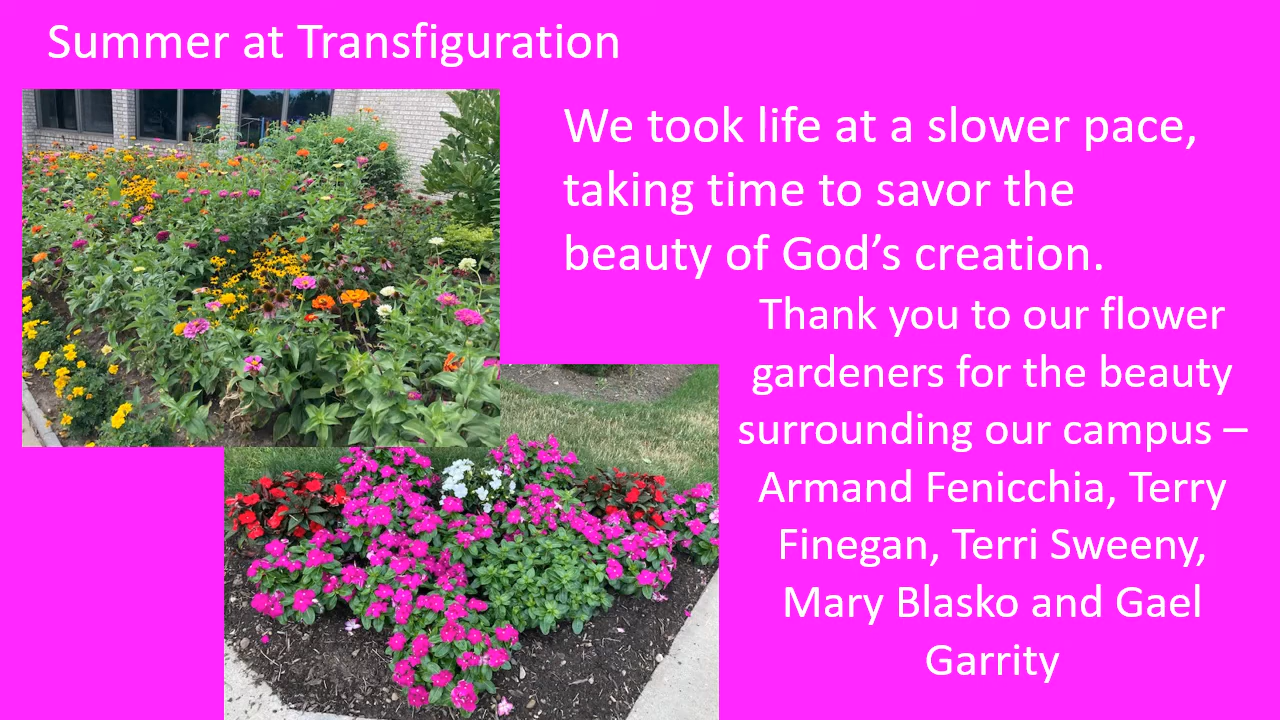 Summer at Transfiguration
We took life at a slower pace,
taking time to savor the
beauty of God’s creation.
Thank you to our flower
gardeners for the beauty
surrounding our campus –
Armand Fenicchia, Terry
Finegan, Terri Sweeny,
Mary Blasko and Gael
Garrity